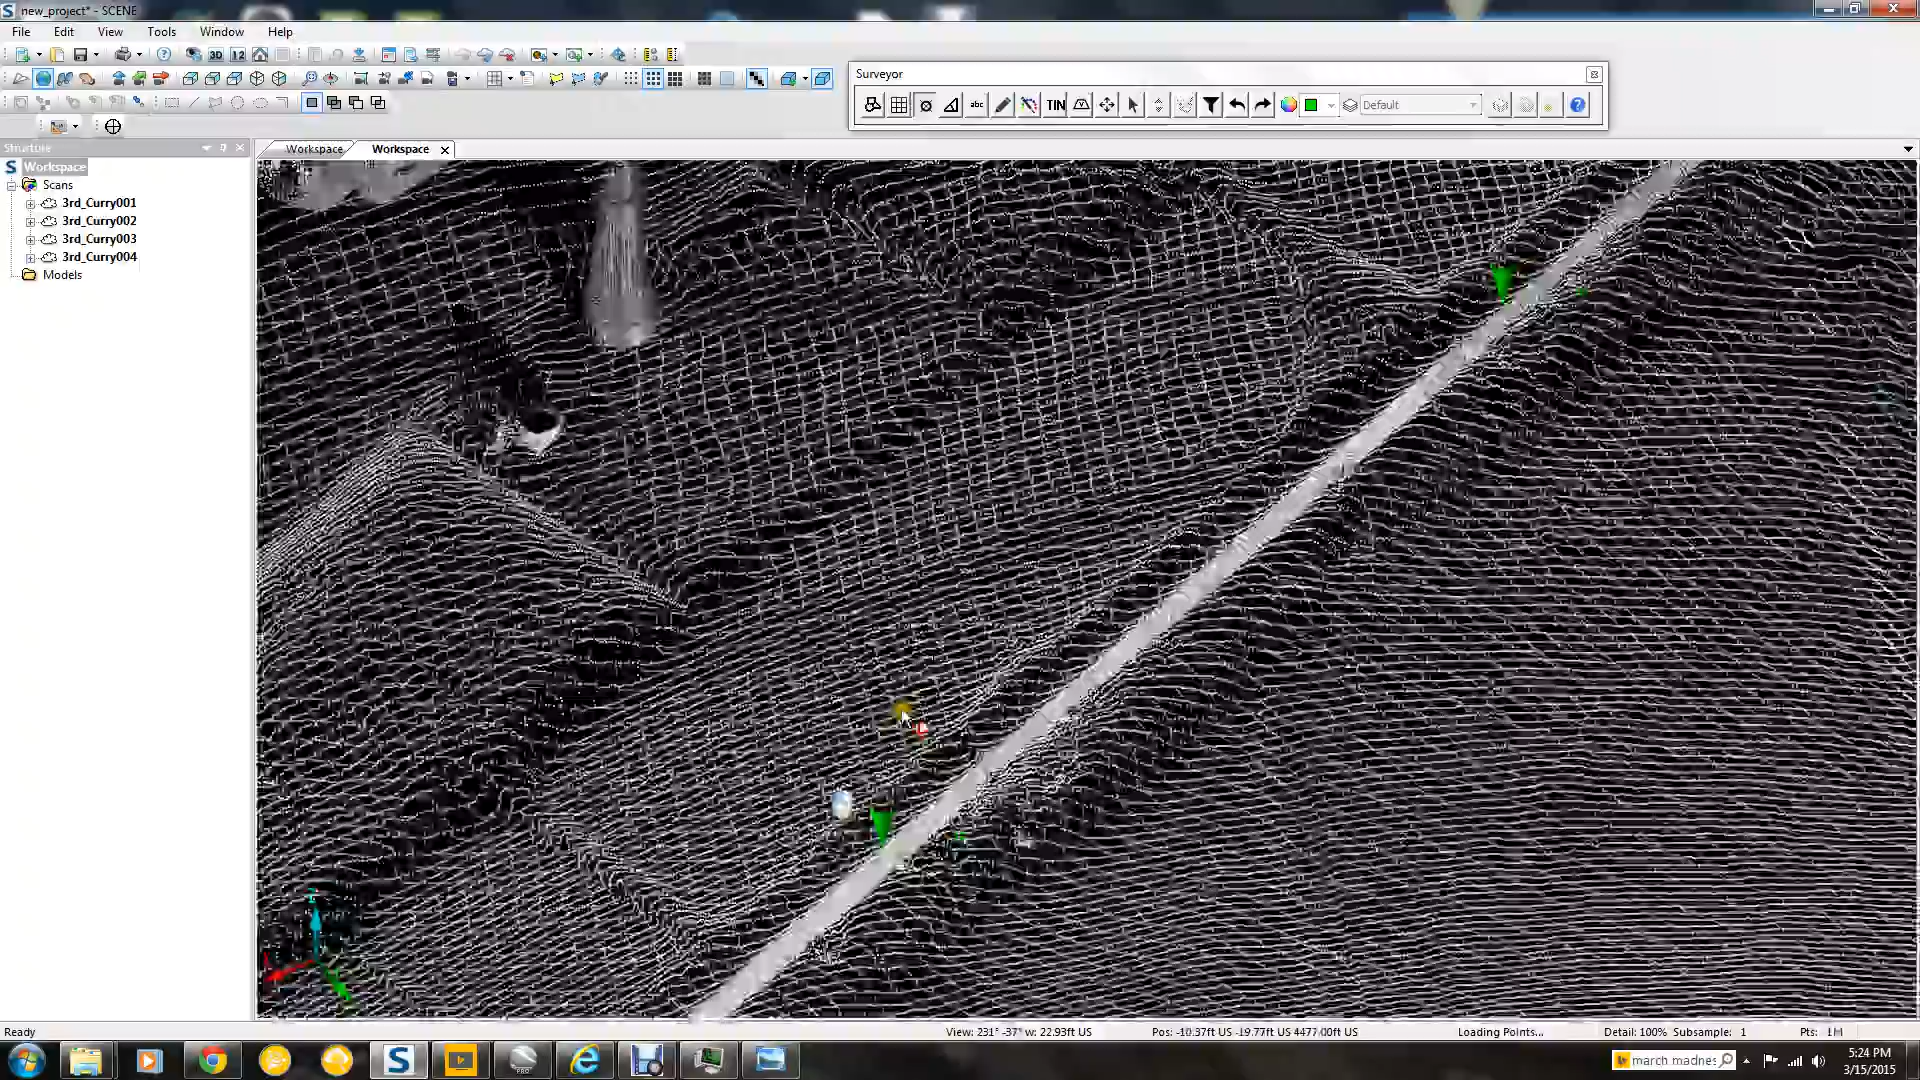 new_project* - SCENE
File Edit View Tools Window Help
Surveyor
abc TIN Default
Structure
Workspace Workspace
Workspace
Scans
3rd_Curry001
3rd_Curry002
3rd_Curry003
3rd_Curry004
Models
Ready
View: 231° -37° w: 22.93ft US
Pos: -10.37ft US -19.77ft US 4477.00ft US
Loading Points...
Detail: 100% Subsample: 1
Pts: 1M
march madnes
5:24 PM
3/15/2015